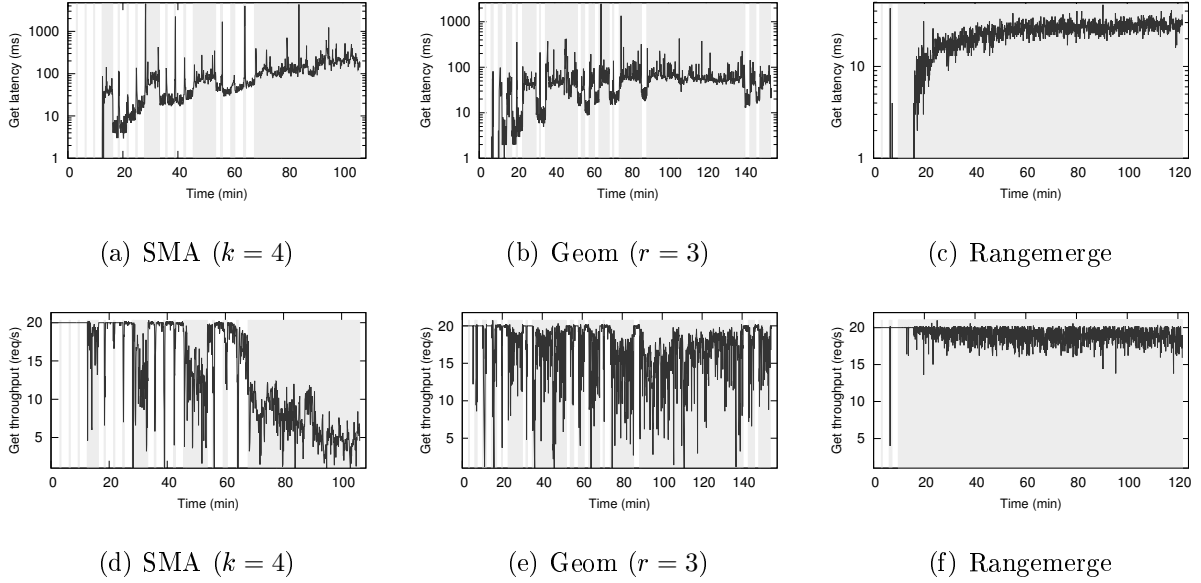 Get latency (ms)
1000
100
10
1
0 20 40 60 80 100
Time (min)
(a) SMA (k = 4)
Get latency (ms)
1000
100
10
1
0 20 40 60 80 100 120 140
Time (min)
(b) Geom (r = 3)
Get latency (ms)
10
1
0 20 40 60 80 100 120
Time (min)
(c) Rangemerge
Get throughput (req/s)
20
15
10
5
0 20 40 60 80 100
Time (min)
(d) SMA (k = 4)
Get throughput (req/s)
20
15
10
5
0 20 40 60 80 100 120 140
Time (min)
(e) Geom (r = 3)
Get throughput (req/s)
20
15
10
5
0 20 40 60 80 100 120
Time (min)
(f) Rangemerge